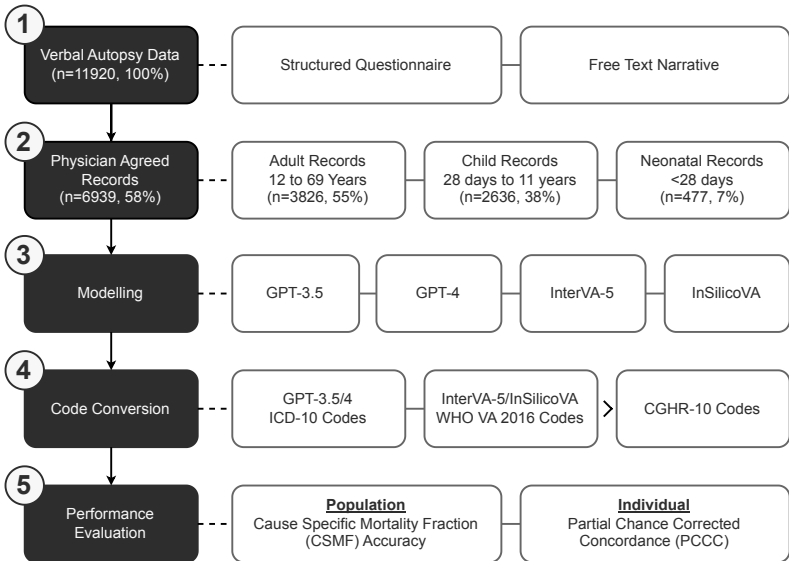 1
Verbal Autopsy Data
(n=11920, 100%)
Structured Questionnaire
Free Text Narrative
2
Physician Agreed
Records
(n=6939, 58%)
Adult Records
12 to 69 Years
(n=3826, 55%)
Child Records
28 days to 11 years
(n=2636, 38%)
Neonatal Records
<28 days
(n=477, 7%)
3
Modelling
GPT-3.5
GPT-4
InterVA-5
InSilicoVA
4
Code Conversion
GPT-3.5/4
ICD-10 Codes
InterVA-5/InSilicoVA
WHO VA 2016 Codes
CGHR-10 Codes
5
Performance
Evaluation
Population
Cause Specific Mortality Fraction
(CSMF) Accuracy
Individual
Partial Chance Corrected
Concordance (PCCC)